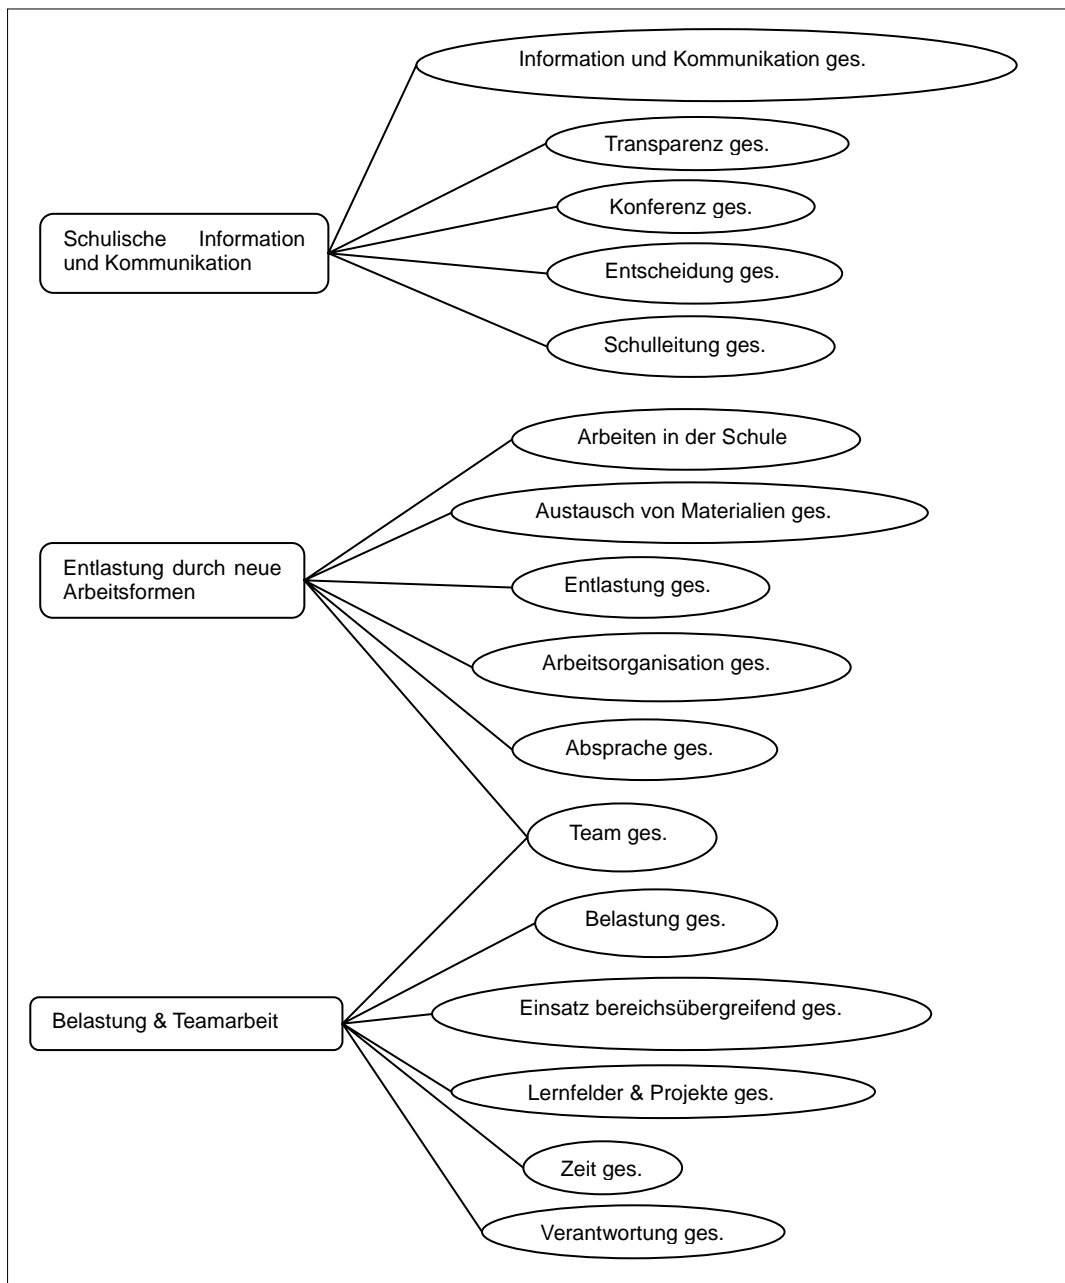 Information und Kommunikation ges.
Transparenz ges.
Konferenz ges.
Schulische Information
und Kommunikation
Entscheidung ges.
Schulleitung ges.
Arbeiten in der Schule
Austausch von Materialien ges.
Entlastung durch neue
Arbeitsformen
Entlastung ges.
Arbeitsorganisation ges.
Absprache ges.
Team ges.
Belastung ges.
Belastung & Teamarbeit
Einsatz bereichsübergreifend ges.
Lernfelder & Projekte ges.
Zeit ges.
Verantwortung ges.